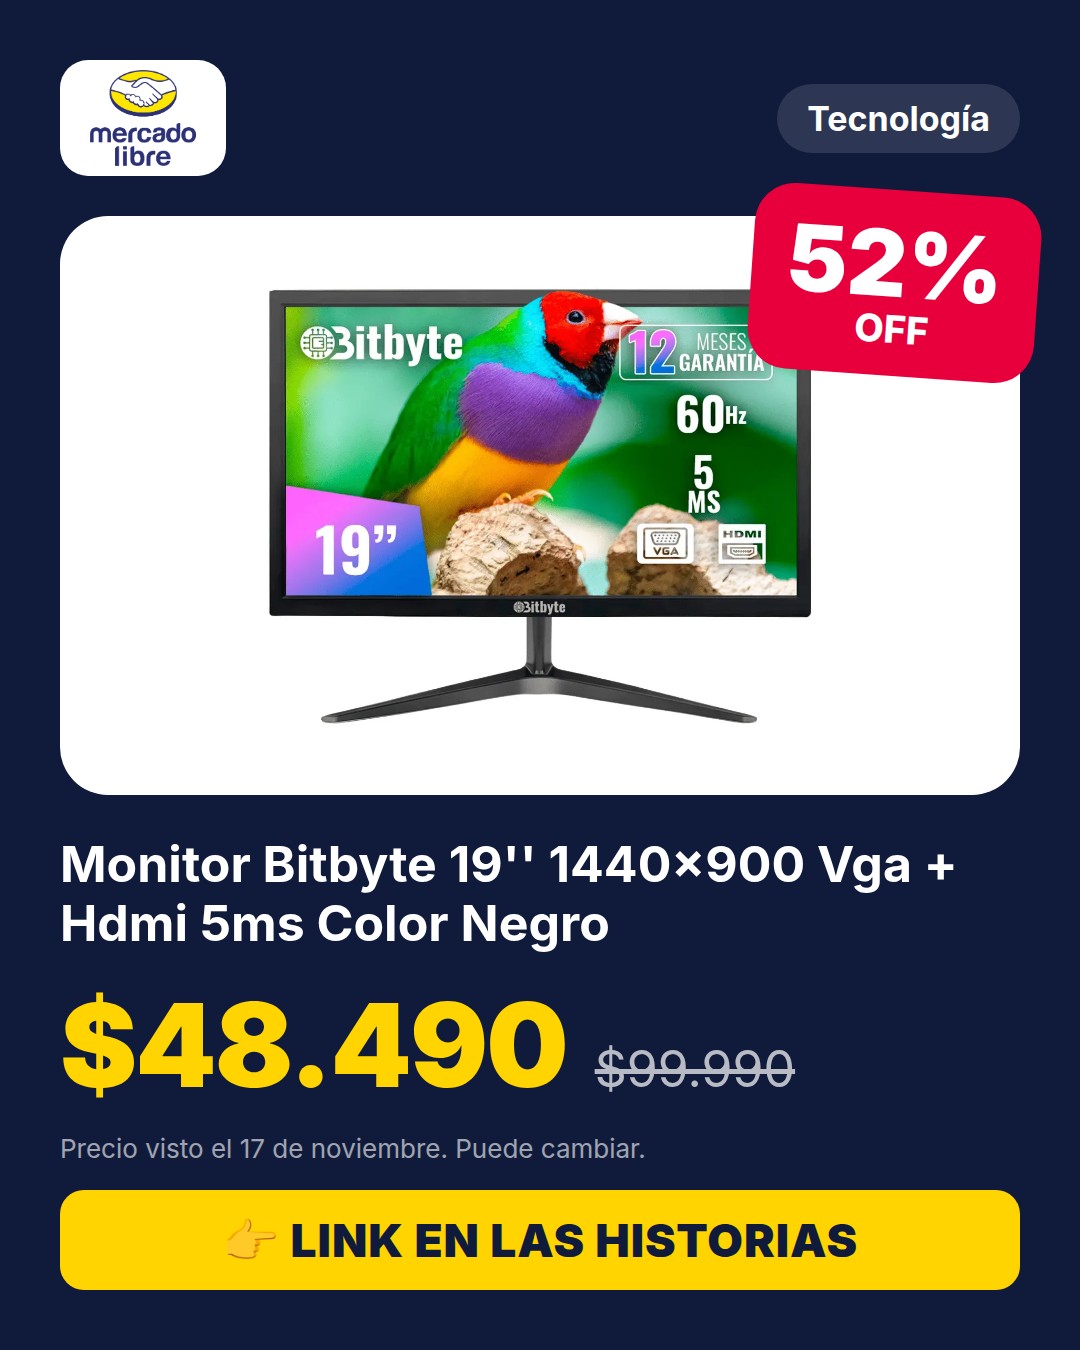 mercado
libre
Tecnología
52%
OFF
Bitbyte
12 MESES
GARANTÍA
60Hz
5
MS
VGA
HDMI
19”
Bitbyte
Monitor Bitbyte 19'' 1440x900 Vga +
Hdmi 5ms Color Negro
$48.490 $99.990
Precio visto el 17 de noviembre. Puede cambiar.
👉 LINK EN LAS HISTORIAS